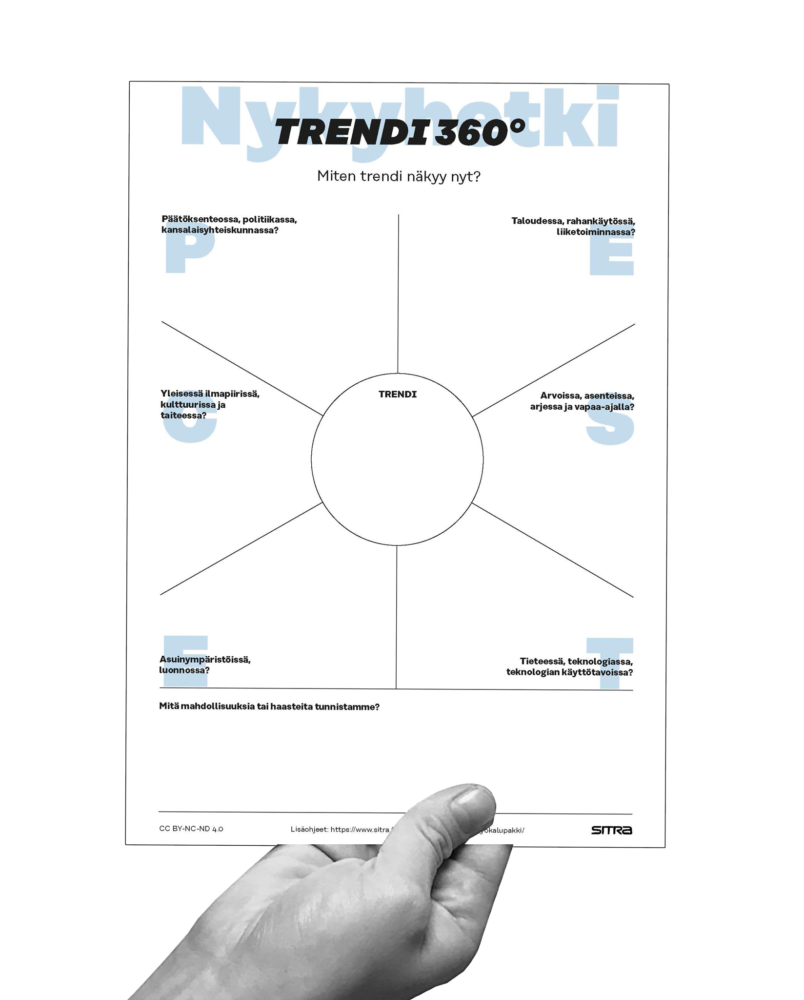 Nykyhetki
TRENDI 360°
Miten trendi näkyy nyt?
Päätöksenteossa, politiikassa,
kansalaisyhteiskunnassa?
P
Taloudessa, rahankäytössä,
liiketoiminnassa?
E
TRENDI
Yleisessä ilmapiirissä,
kulttuurissa ja
taiteessa?
C
Arvoissa, asenteissa,
arjessa ja vapaa-ajalla?
S
E
Asuinympäristöissä,
luonnossa?
T
Tieteessä, teknologiassa,
teknologian käyttötavoissa?
Mitä mahdollisuuksia tai haasteita tunnistamme?
CC BY-NC-ND 4.0
Lisäohjeet: https://www.sitra.
SITRA